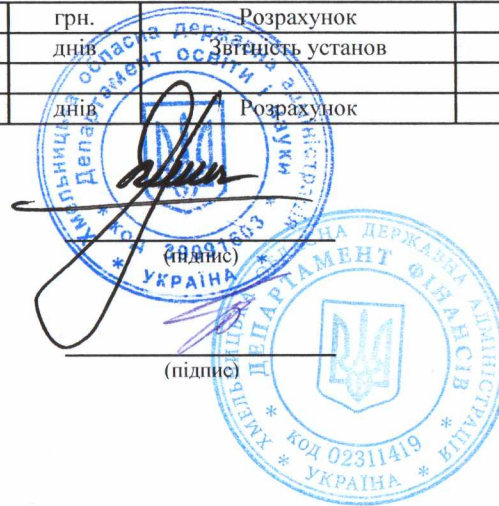 грн. Розрахунок
днів Звітність установ
днів Розрахунок
Хмельницька обласна державна адміністрація
Департамент освіти і науки
* код *
* УКРАЇНА *
(підпис)
(підпис)
ХМЕЛЬНИЦЬКА ОБЛАСНА ДЕРЖАВНА АДМІНІСТРАЦІЯ
ДЕПАРТАМЕНТ ФІНАНСІВ
* КОД 02311419 *
* УКРАЇНА *